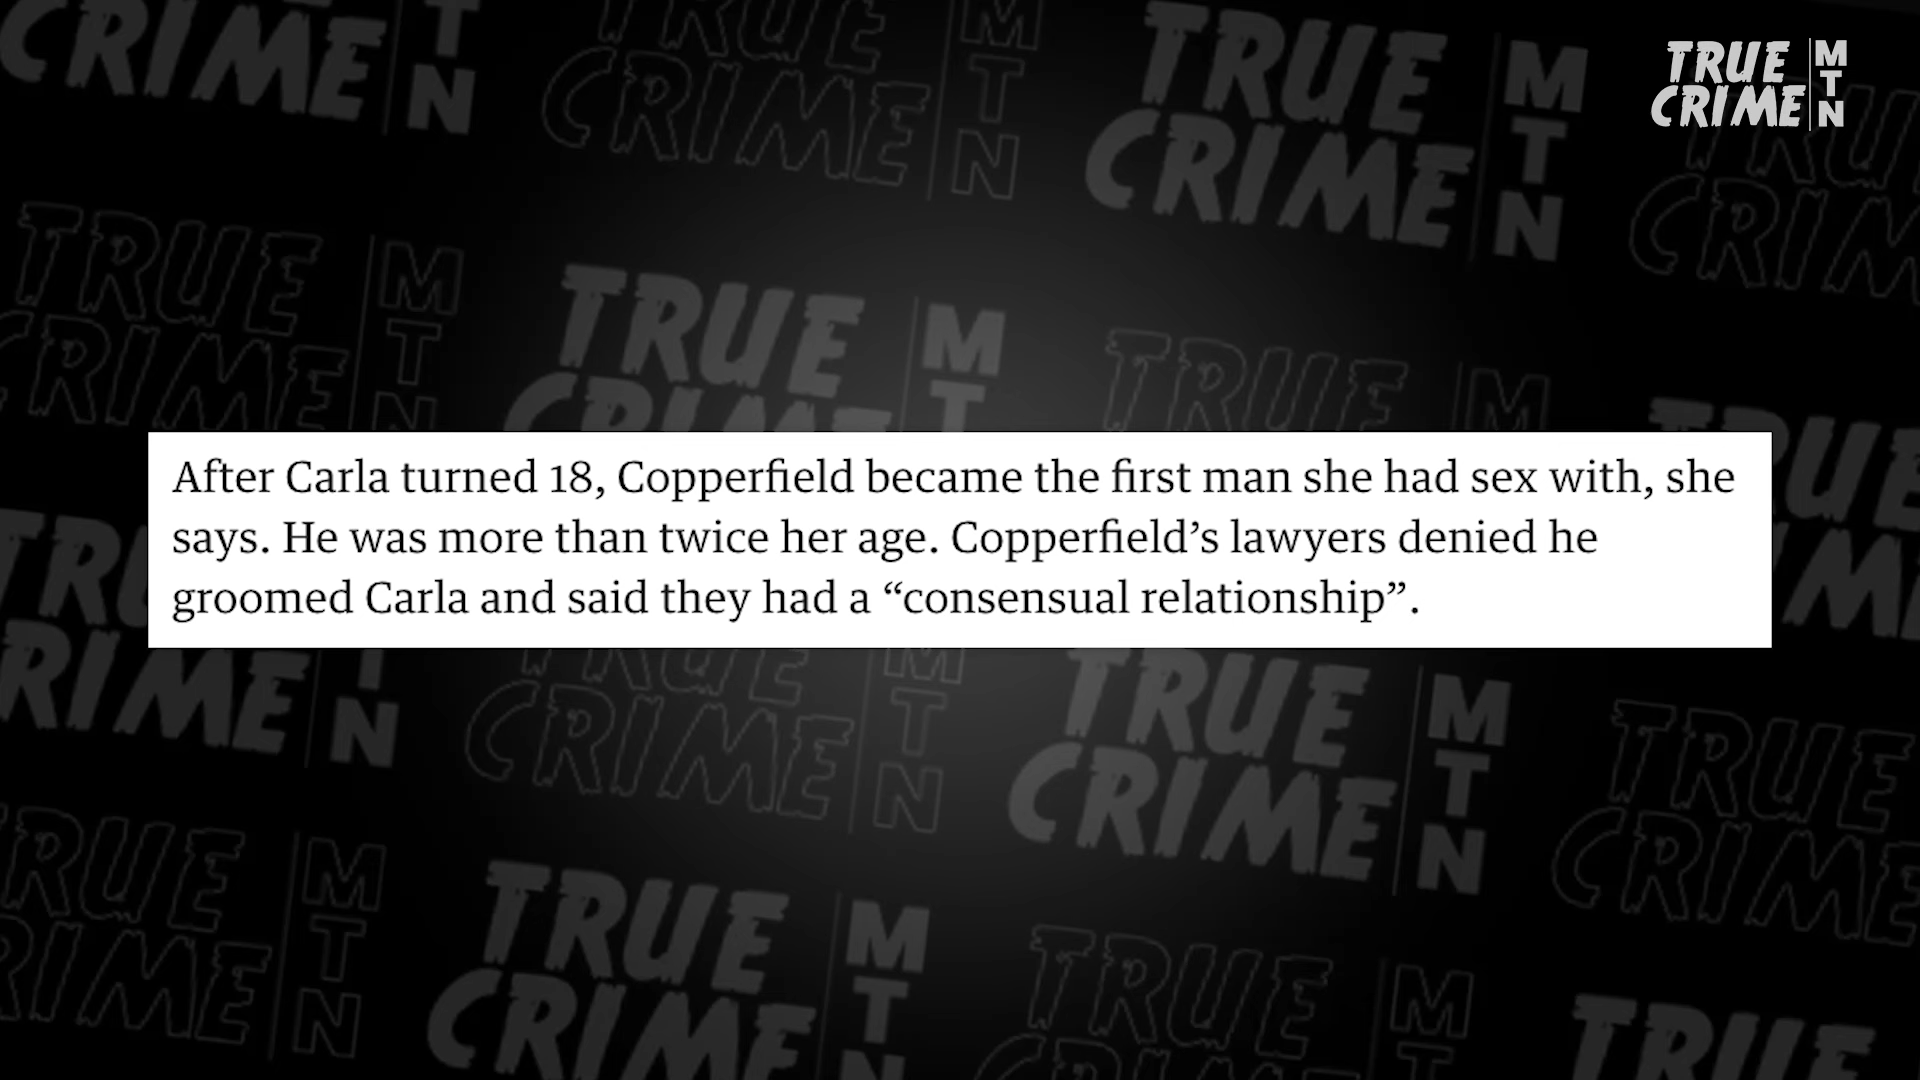 TRUE
CRIME
MTN
After Carla turned 18, Copperfield became the first man she had sex with, she
says. He was more than twice her age. Copperfield’s lawyers denied he
groomed Carla and said they had a “consensual relationship”.